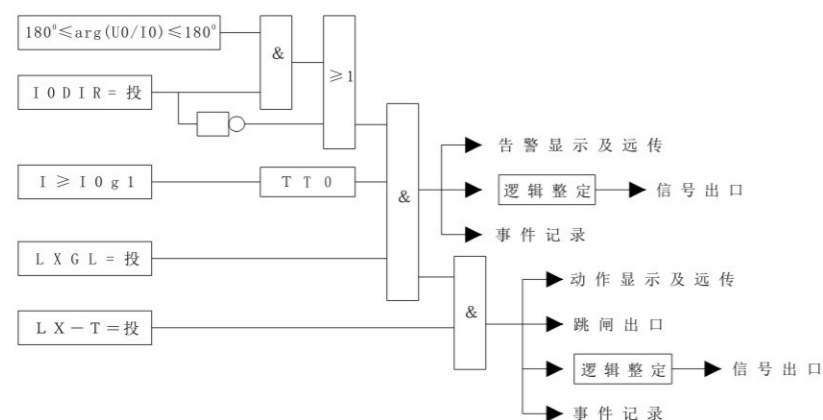 180°≤arg(U0/I0)≤180°
&
≥1
I0DIR=投
告警显示及远传
I≥I0g1
TT0
&
逻辑整定
信号出口
事件记录
LXGL=投
动作显示及远传
&
LX-T=投
跳闸出口
逻辑整定
信号出口
事件记录